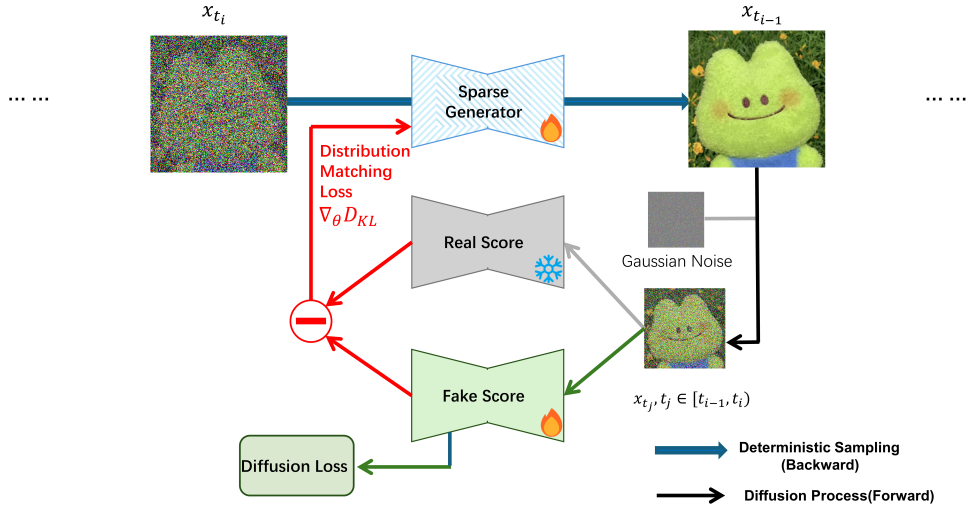 x_{t_i}
x_{t_{i-1}}
... ...
Sparse
Generator
... ...
Distribution
Matching
Loss
∇_θ D_{KL}
Real Score
Gaussian Noise
Fake Score
x_{t_j}, t_j ∈ [t_{i-1}, t_i)
Diffusion Loss
Deterministic Sampling
(Backward)
Diffusion Process(Forward)